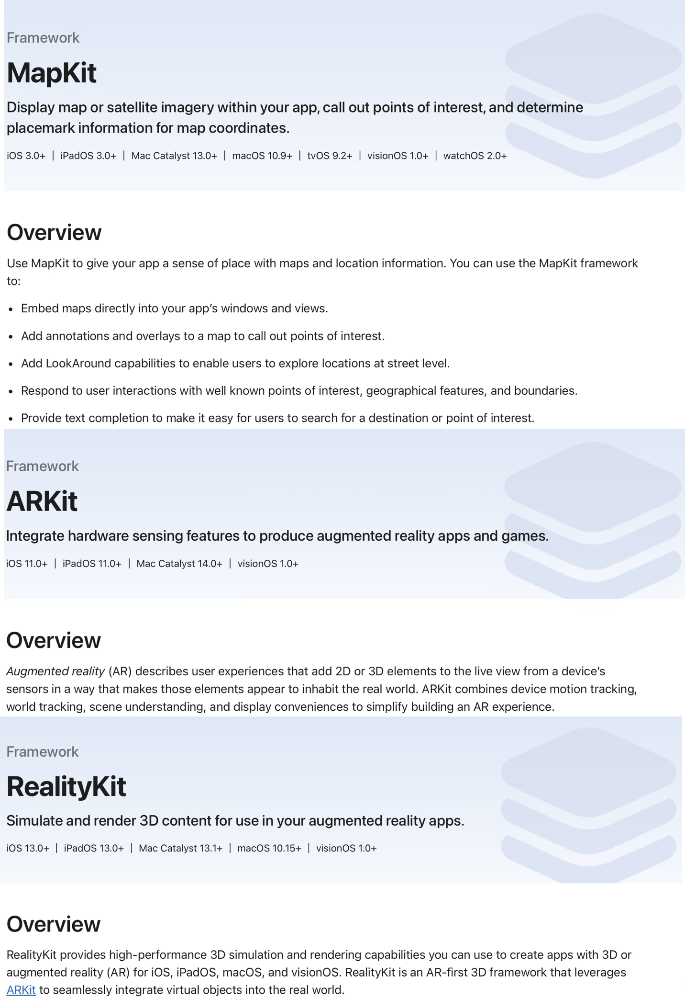 Framework
MapKit
Display map or satellite imagery within your app, call out points of interest, and determine
placemark information for map coordinates.
iOS 3.0+ | iPadOS 3.0+ | Mac Catalyst 13.0+ | macOS 10.9+ | tvOS 9.2+ | visionOS 1.0+ | watchOS 2.0+
Overview
Use MapKit to give your app a sense of place with maps and location information. You can use the MapKit framework
to:
• Embed maps directly into your app’s windows and views.
• Add annotations and overlays to a map to call out points of interest.
• Add LookAround capabilities to enable users to explore locations at street level.
• Respond to user interactions with well known points of interest, geographical features, and boundaries.
• Provide text completion to make it easy for users to search for a destination or point of interest.
Framework
ARKit
Integrate hardware sensing features to produce augmented reality apps and games.
iOS 11.0+ | iPadOS 11.0+ | Mac Catalyst 14.0+ | visionOS 1.0+
Overview
Augmented reality (AR) describes user experiences that add 2D or 3D elements to the live view from a device’s
sensors in a way that makes those elements appear to inhabit the real world. ARKit combines device motion tracking,
world tracking, scene understanding, and display conveniences to simplify building an AR experience.
Framework
RealityKit
Simulate and render 3D content for use in your augmented reality apps.
iOS 13.0+ | iPadOS 13.0+ | Mac Catalyst 13.1+ | macOS 10.15+ | visionOS 1.0+
Overview
RealityKit provides high-performance 3D simulation and rendering capabilities you can use to create apps with 3D or
augmented reality (AR) for iOS, iPadOS, macOS, and visionOS. RealityKit is an AR-first 3D framework that leverages
ARKit to seamlessly integrate virtual objects into the real world.